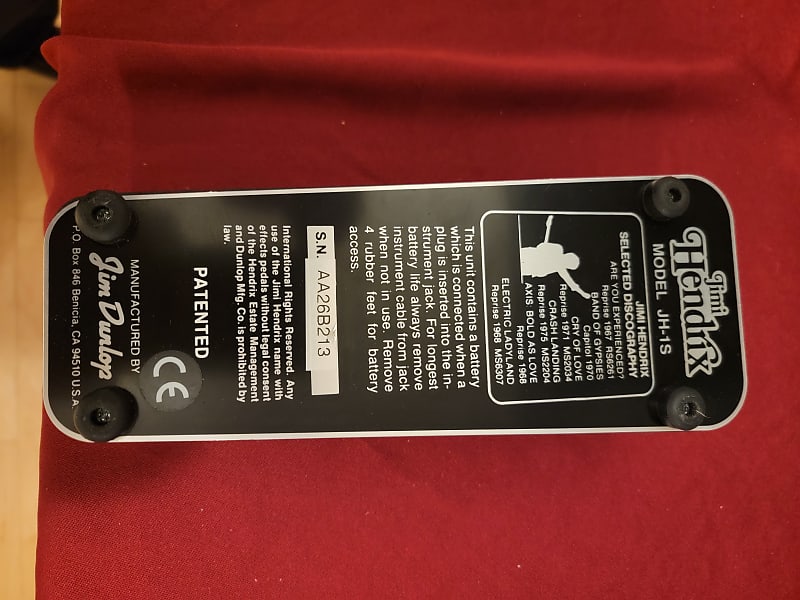 Jimi
Hendrix
MODEL JH-1S
JIMI HENDRIX
SELECTED DISCOGRAPHY
ARE YOU EXPERIENCED?
Reprise 1967 RS6261
BAND OF GYPSIES
Capitol 1970
CRY OF LOVE
Reprise 1971 MS2034
CRASH LANDING
Reprise 1975 MS2204
AXIS: BOLD AS LOVE
Reprise 1968
ELECTRIC LADYLAND
Reprise 1968 MS6307
This unit contains a battery
which is connected when a
plug is inserted into the in-
strument jack. For longest
battery life always remove
instrument cable from jack
when not in use. Remove
4 rubber feet for battery
access.
S.N. AA26B213
International Rights Reserved. Any
use of the Jimi Hendrix name with
effects pedals without legal consent
of the Hendrix Estate Management
and Dunlop Mfg. Co. is prohibited by
law.
PATENTED
CE
MANUFACTURED BY
Jim Dunlop
P.O. Box 846 Benicia, CA 94510 U.S.A.